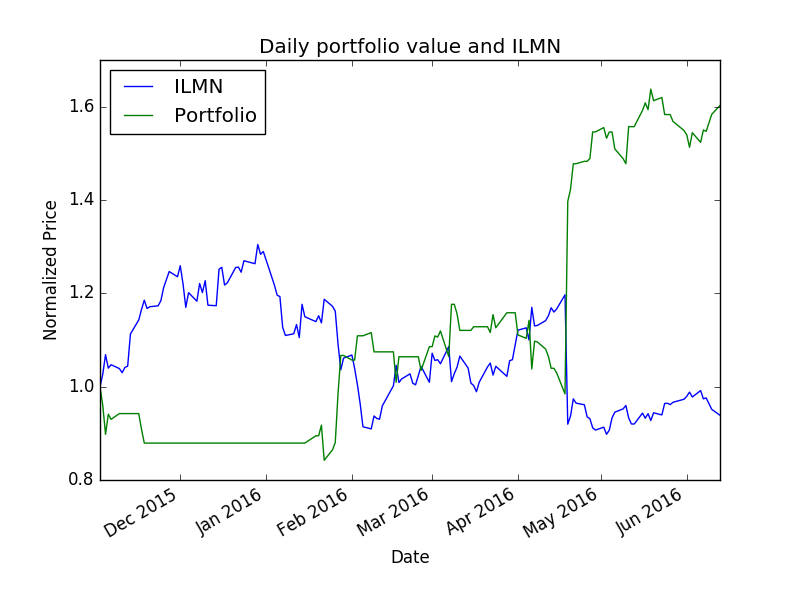 Daily portfolio value and ILMN
ILMN
Portfolio
1.6
1.4
1.2
1.0
0.8
Normalized Price
Dec 2015
Jan 2016
Feb 2016
Mar 2016
Apr 2016
May 2016
Jun 2016
Date